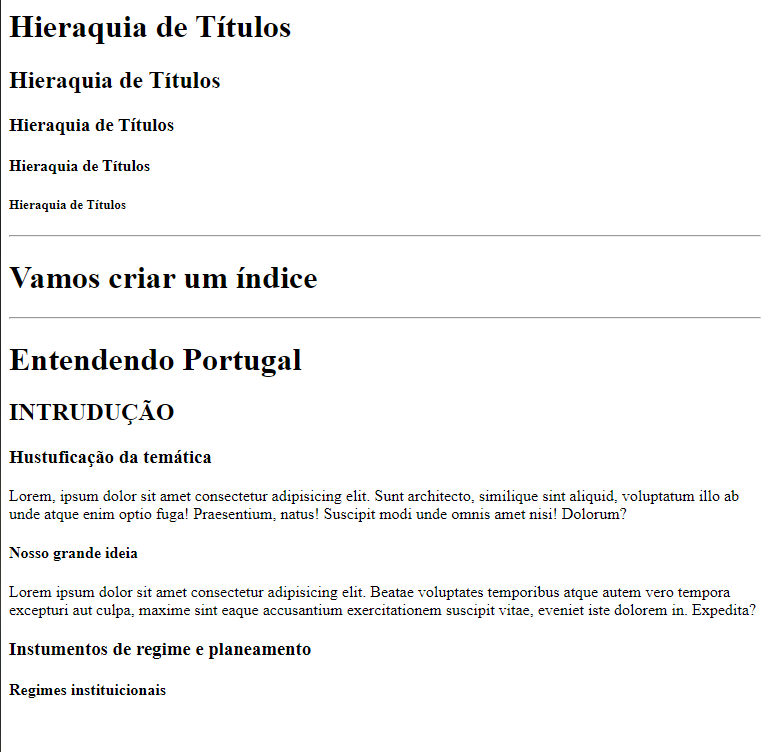 Hieraquia de Títulos
Hieraquia de Títulos
Hieraquia de Títulos
Hieraquia de Títulos
Hieraquia de Títulos
Vamos criar um índice
Entendendo Portugal
INTRUDUÇÃO
Hustuficação da temática
Lorem, ipsum dolor sit amet consectetur adipisicing elit. Sunt architecto, similique sint aliquid, voluptatum illo ab
unde atque enim optio fuga! Praesentium, natus! Suscipit modi unde omnis amet nisi! Dolorum?
Nosso grande ideia
Lorem ipsum dolor sit amet consectetur adipisicing elit. Beatae voluptates temporibus atque autem vero tempora
excepturi aut culpa, maxime sint eaque accusantium exercitationem suscipit vitae, eveniet iste dolorem in. Expedita?
Instumentos de regime e planeamento
Regimes instituicionais